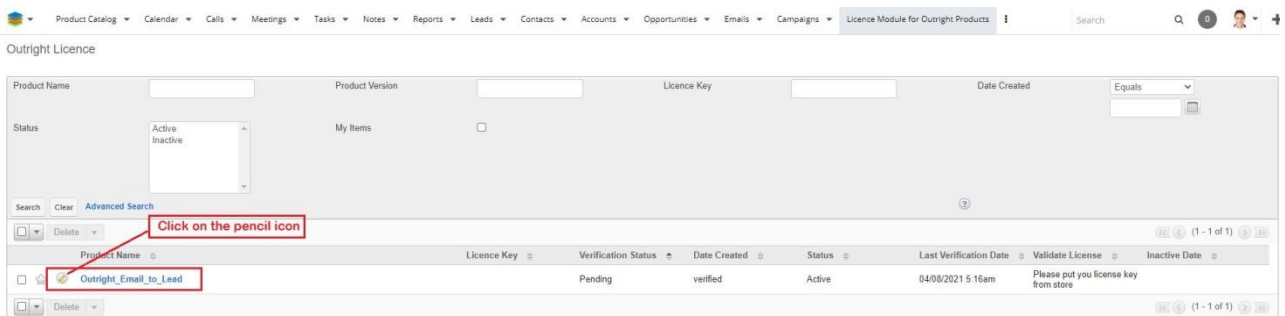 Product Catalog Calendar Calls Meetings Tasks Notes Reports Leads Contacts Accounts Opportunities Emails Campaigns Licence Module for Outright Products Search 0
Outright Licence
Product Name Product Version Licence Key Date Created Equals
Status Active My Items
Inactive
Search Clear Advanced Search ?
Click on the pencil icon
Delete (1 - 1 of 1)
Product Name Licence Key Verification Status Date Created Status Last Verification Date Validate License Inactive Date
Outright_Email_to_Lead Pending verified Active 04/08/2021 5:16am Please put you license key
from store
Delete (1 - 1 of 1)